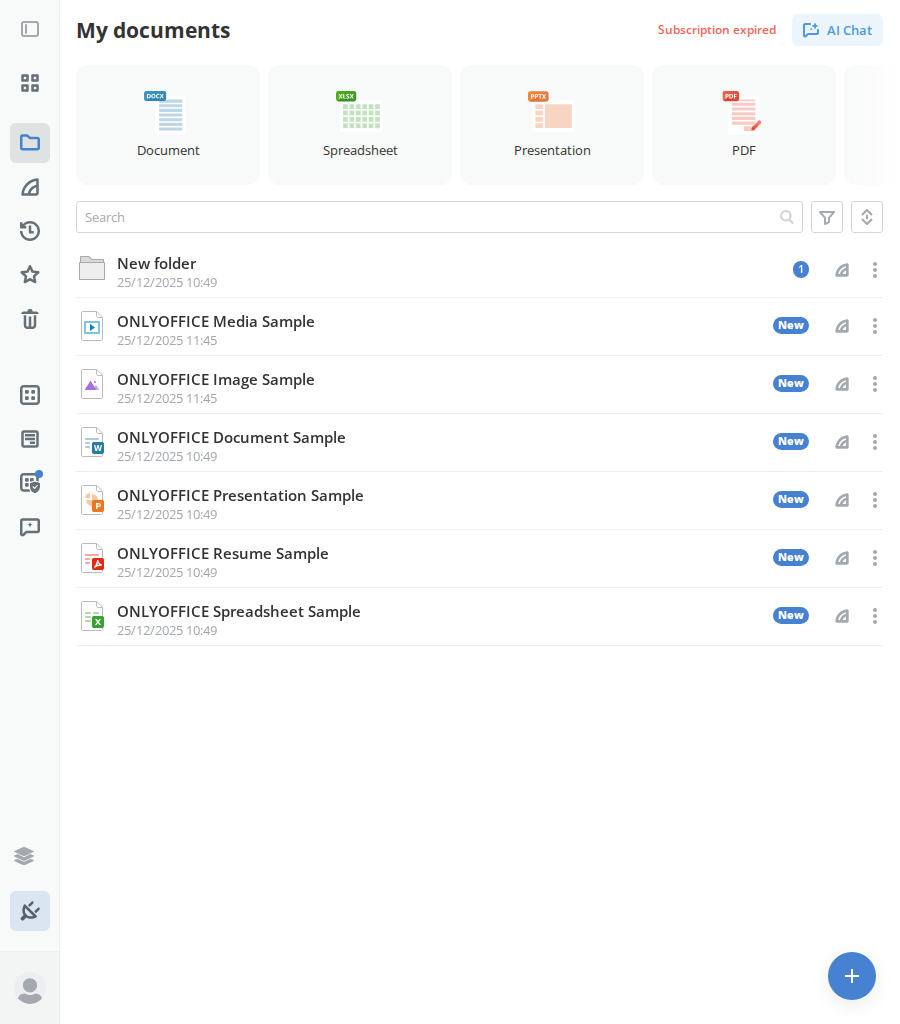 My documents
Subscription expired
AI Chat
DOCX
XLSX
PPTX
PDF
Document
Spreadsheet
Presentation
PDF
Search
New folder
25/12/2025 10:49
1
ONLYOFFICE Media Sample
25/12/2025 11:45
New
ONLYOFFICE Image Sample
25/12/2025 11:45
New
ONLYOFFICE Document Sample
25/12/2025 10:49
W
New
ONLYOFFICE Presentation Sample
25/12/2025 10:49
P
New
ONLYOFFICE Resume Sample
25/12/2025 10:49
New
ONLYOFFICE Spreadsheet Sample
25/12/2025 10:49
X
New